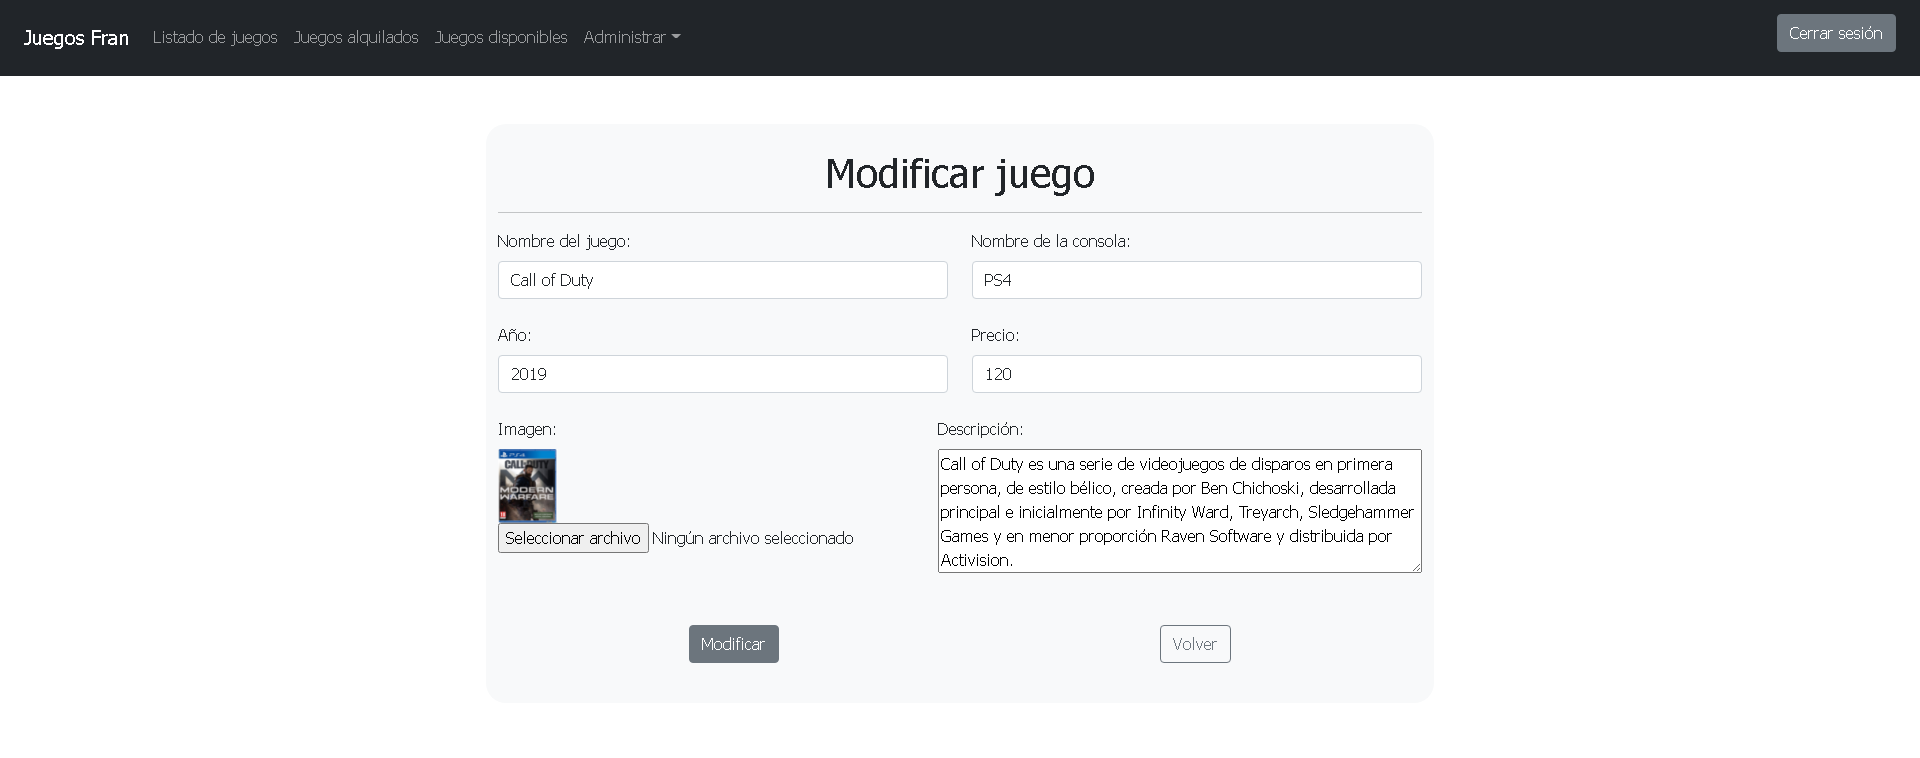 Juegos Fran Listado de juegos Juegos alquilados Juegos disponibles Administrar Cerrar sesión
Modificar juego
Nombre del juego: Nombre de la consola:
Call of Duty PS4
Año: Precio:
2019 120
Imagen: Descripción:
PS4
CALL OF DUTY
MODERN
WARFARE
Seleccionar archivo Ningún archivo seleccionado
Call of Duty es una serie de videojuegos de disparos en primera
persona, de estilo bélico, creada por Ben Chichoski, desarrollada
principal e inicialmente por Infinity Ward, Treyarch, Sledgehammer
Games y en menor proporción Raven Software y distribuida por
Activision.
Modificar Volver